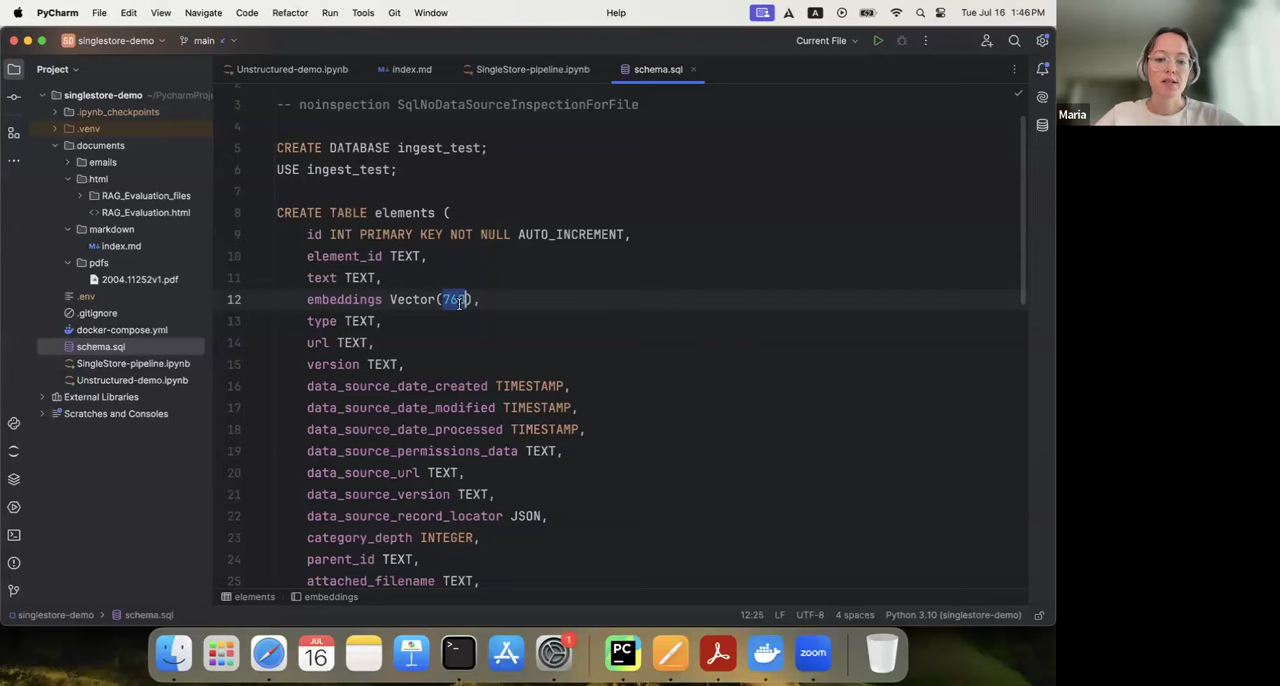 PyCharm File Edit View Navigate Code Refactor Run Tools Git Window Help Tue Jul 16 1:46 PM
SD singlestore-demo main Current File
Project
Unstructured-demo.ipynb
index.md
SingleStore-pipeline.ipynb
schema.sql
singlestore-demo ~/PycharmProj
.ipynb_checkpoints
.venv
documents
emails
html
RAG_Evaluation_files
RAG_Evaluation.html
markdown
index.md
pdfs
2004.11252v1.pdf
.env
.gitignore
docker-compose.yml
schema.sql
SingleStore-pipeline.ipynb
Unstructured-demo.ipynb
External Libraries
Scratches and Consoles
2
3 -- noinspection SqlNoDataSourceInspectionForFile
4
5 CREATE DATABASE ingest_test;
6 USE ingest_test;
7
8 CREATE TABLE elements (
9 id INT PRIMARY KEY NOT NULL AUTO_INCREMENT,
10 element_id TEXT,
11 text TEXT,
12 embeddings Vector(768),
13 type TEXT,
14 url TEXT,
15 version TEXT,
16 data_source_date_created TIMESTAMP,
17 data_source_date_modified TIMESTAMP,
18 data_source_date_processed TIMESTAMP,
19 data_source_permissions_data TEXT,
20 data_source_url TEXT,
21 data_source_version TEXT,
22 data_source_record_locator JSON,
23 category_depth INTEGER,
24 parent_id TEXT,
25 attached_filename TEXT,
elements embeddings
singlestore-demo > schema.sql 12:25 LF UTF-8 4 spaces Python 3.10 (singlestore-demo)
Maria
JUL
16
1
PC
zoom